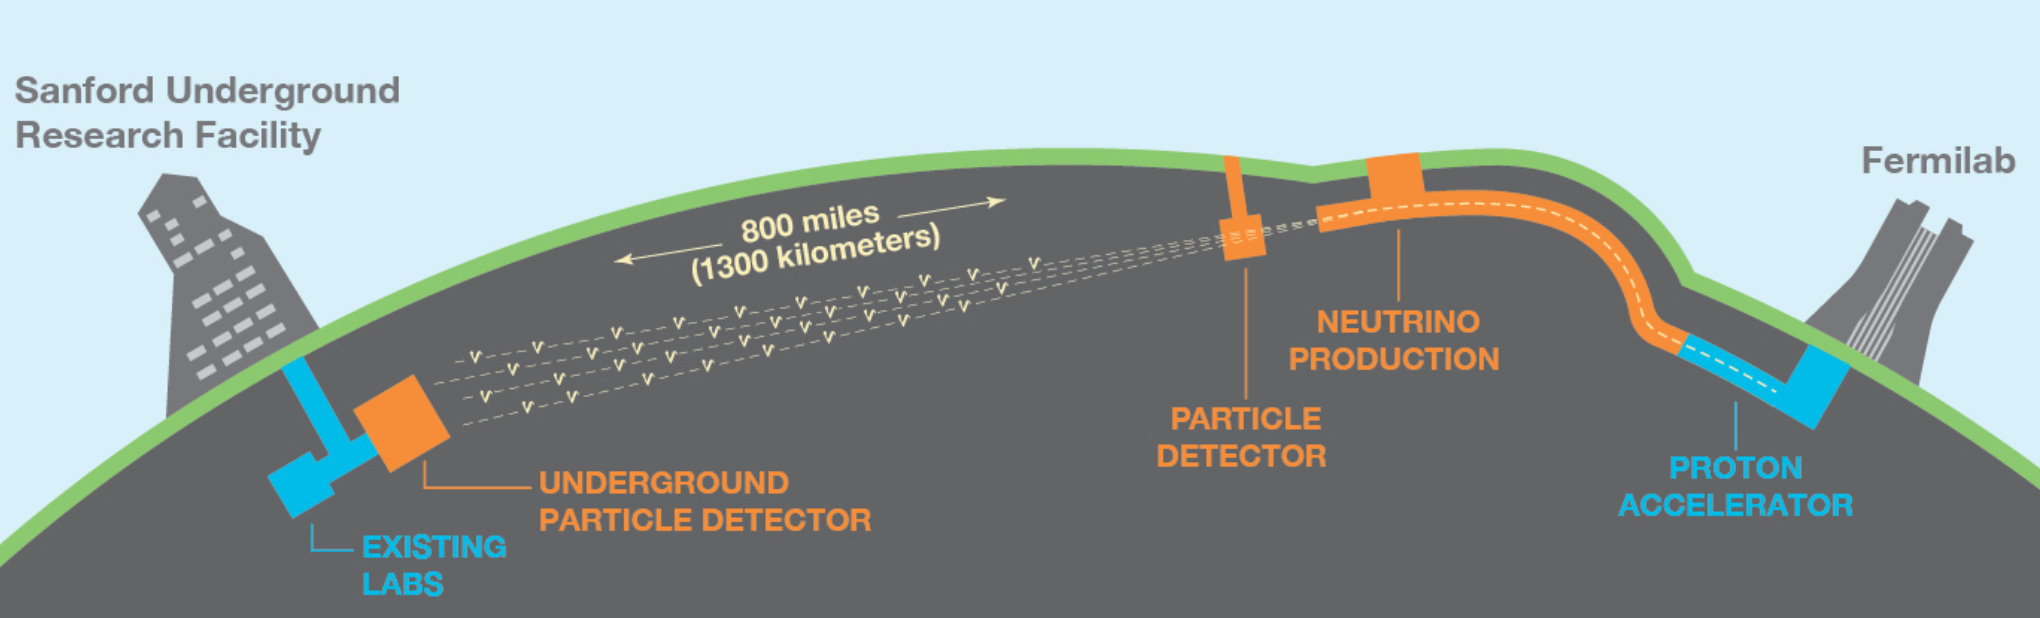 Sanford Underground
Research Facility
Fermilab
800 miles
(1300 kilometers)
NEUTRINO
PRODUCTION
PARTICLE
DETECTOR
PROTON
ACCELERATOR
UNDERGROUND
PARTICLE DETECTOR
EXISTING
LABS